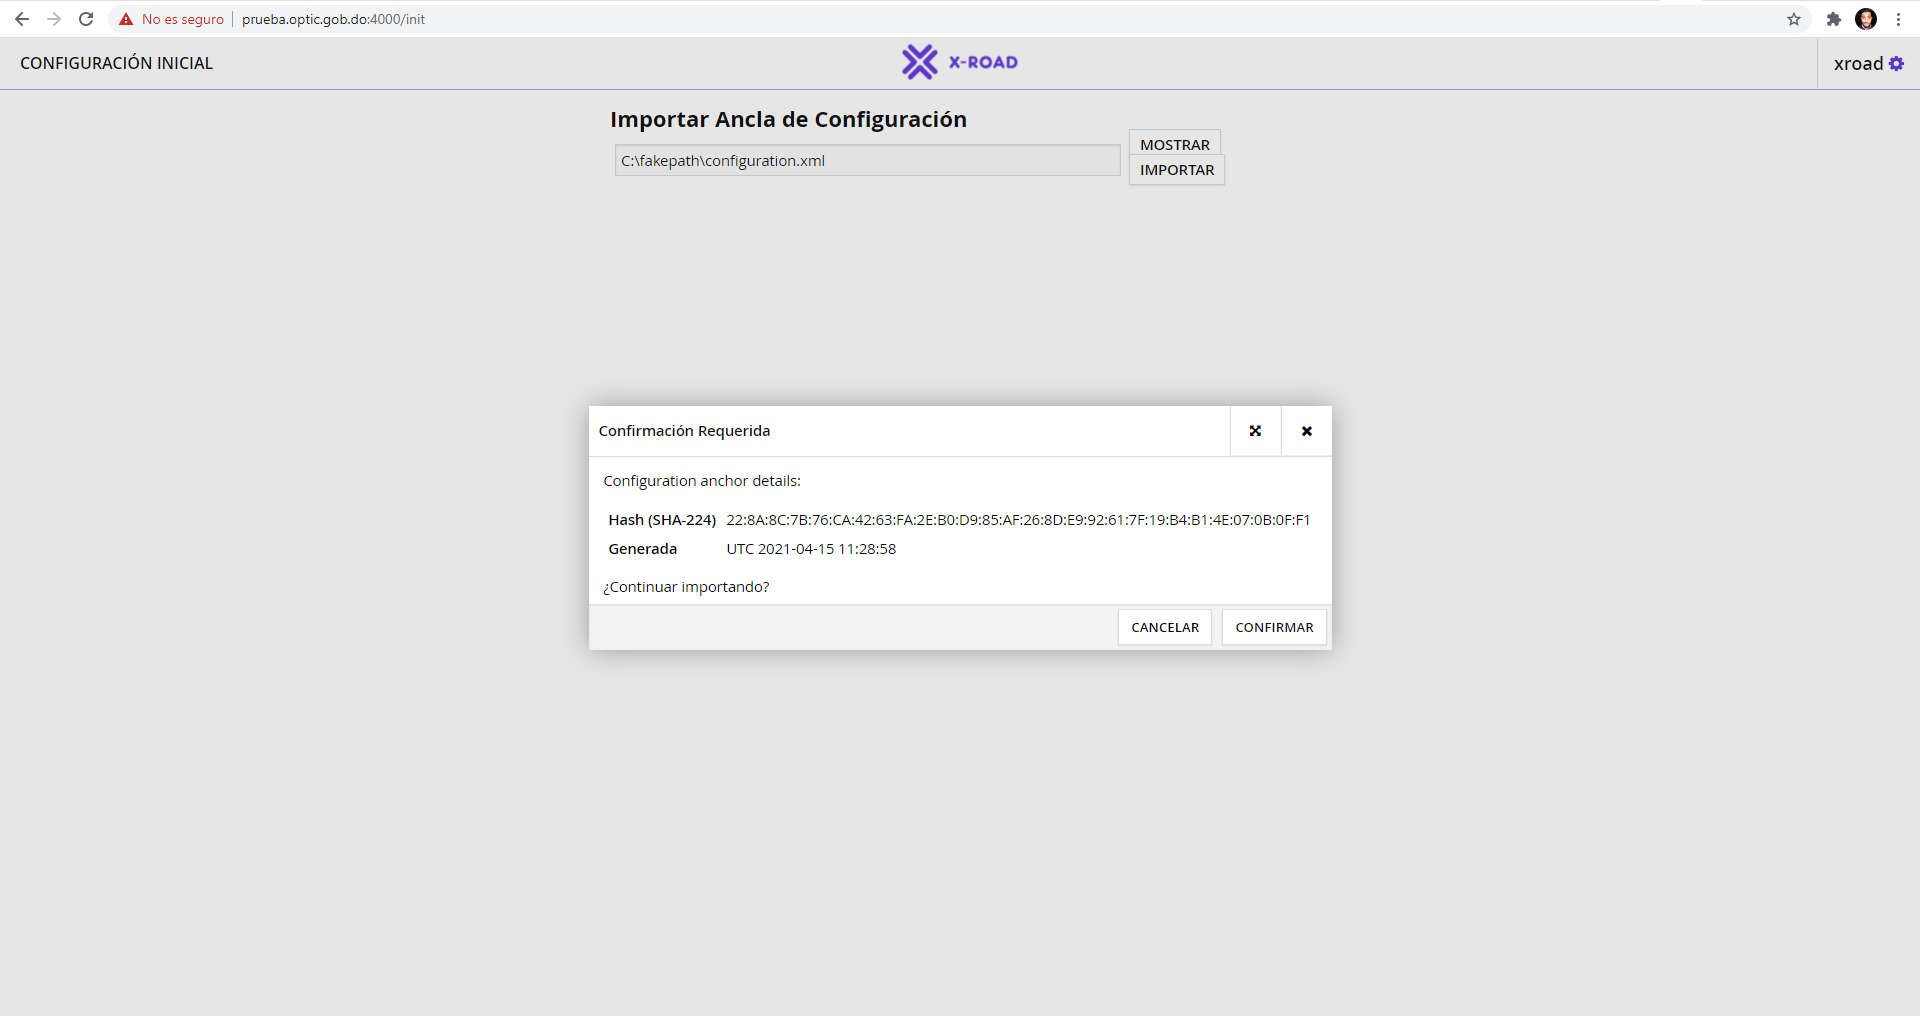 No es seguro
prueba.optic.gob.do:4000/init
CONFIGURACIÓN INICIAL
X-ROAD
xroad
Importar Ancla de Configuración
C:\fakepath\configuration.xml
MOSTRAR
IMPORTAR
Confirmación Requerida
Configuration anchor details:
Hash (SHA-224) 22:8A:8C:7B:76:CA:42:63:FA:2E:B0:D9:85:AF:26:8D:E9:92:61:7F:19:B4:B1:4E:07:0B:0F:F1
Generada UTC 2021-04-15 11:28:58
¿Continuar importando?
CANCELAR
CONFIRMAR